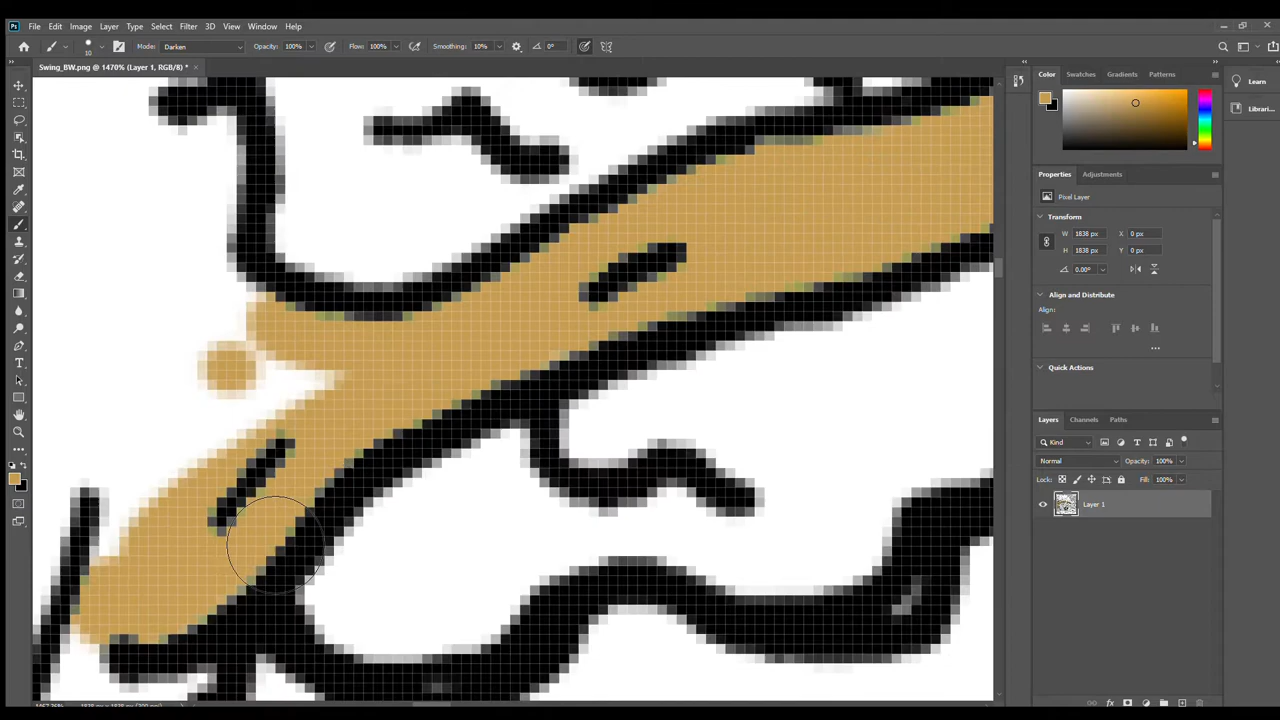 Ps File Edit Image Layer Type Select Filter 3D View Window Help
10 Mode: Darken Opacity: 100% Flow: 100% Smoothing: 10% 0°
Swing_BW.png @ 1470% (Layer 1, RGB/8) *
Color Swatches Gradients Patterns
Learn
Librari...
Properties Adjustments
Pixel Layer
Transform
W 1838 px X 0 px
H 1838 px Y 0 px
0.00°
Align and Distribute
Align:
Quick Actions
Layers Channels Paths
Kind
Normal Opacity: 100%
Lock: Fill: 100%
Layer 1